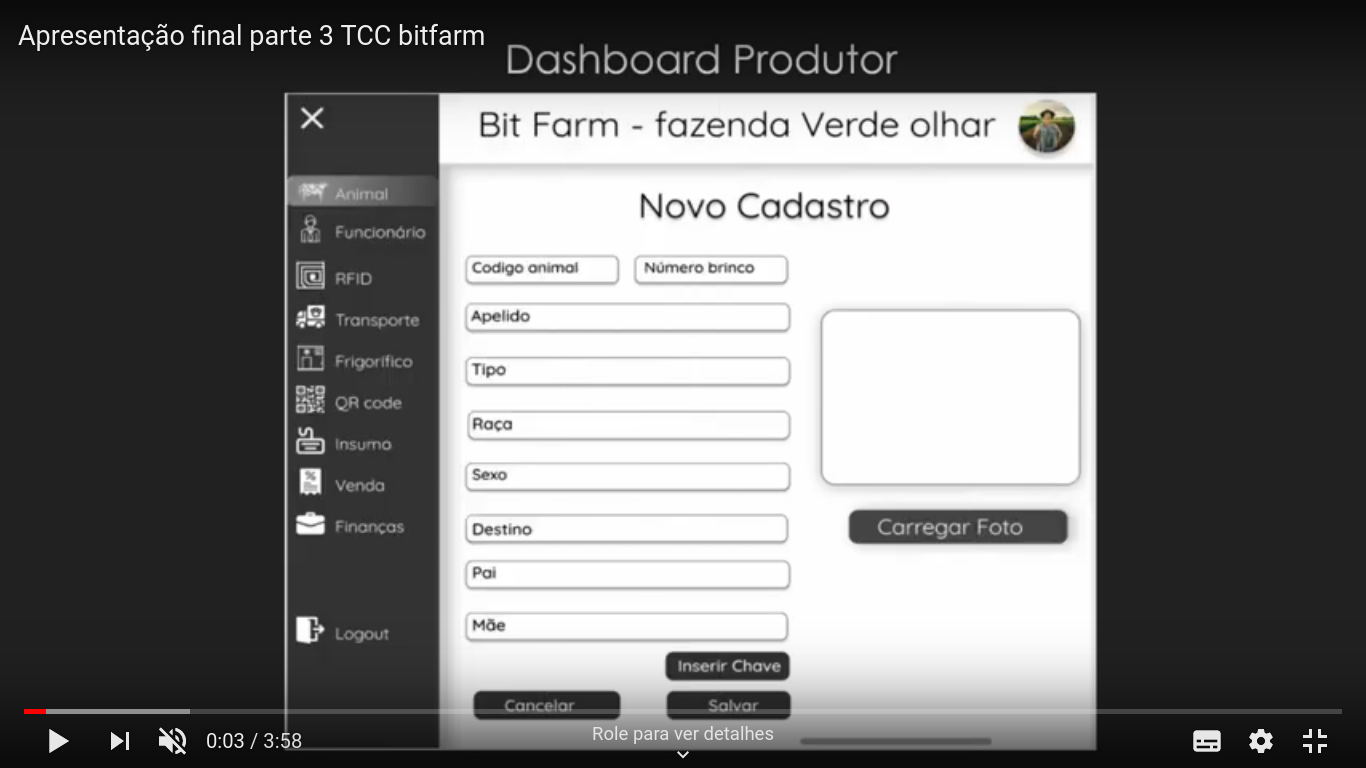 Apresentação final parte 3 TCC bitfarm
Dashboard Produtor
Bit Farm - fazenda Verde olhar
Animal
Funcionário
RFID
Transporte
Frigorífico
QR code
Insumo
Venda
Finanças
Logout
Novo Cadastro
Codigo animal
Número brinco
Apelido
Tipo
Raça
Sexo
Destino
Pai
Mãe
Carregar Foto
Inserir Chave
Cancelar
Salvar
Role para ver detalhes
0:03 / 3:58